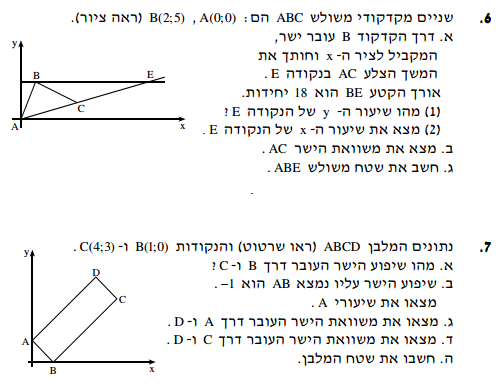 6. שניים מקדקודי משולש ABC הם: A(0;0), B(2;5) (ראה ציור).
א. דרך הקדקוד B עובר ישר,
המקביל לציר ה- x וחותך את
המשך הצלע AC בנקודה E.
אורך הקטע BE הוא 18 יחידות.
(1) מהו שיעור ה- y של הנקודה E?
(2) מצא את שיעור ה- x של הנקודה E.
ב. מצא את משוואת הישר AC.
ג. חשב את שטח משולש ABE.
y
B
E
C
A
x
7. נתונים המלבן ABCD (ראו שרטוט) והנקודות B(1;0) ו- C(4;3).
א. מהו שיפוע הישר העובר דרך B ו- C?
ב. שיפוע הישר עליו נמצא AB הוא 1-.
מצאו את שיעורי A.
ג. מצאו את משוואת הישר העובר דרך A ו- D.
ד. מצאו את משוואת הישר העובר דרך C ו- D.
ה. חשבו את שטח המלבן.
y
D
C
A
B
x